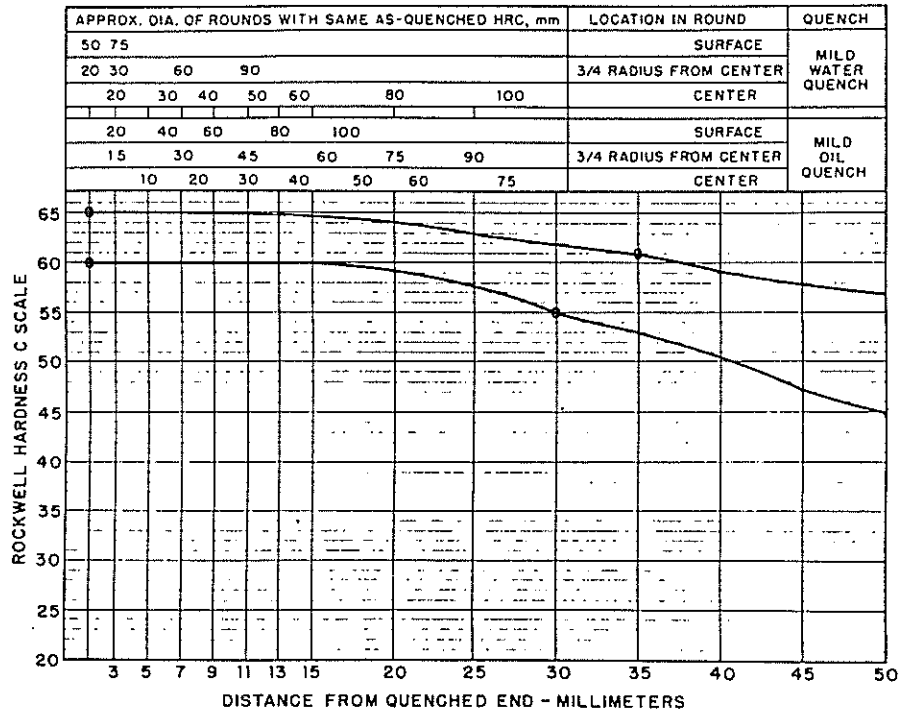 APPROX. DIA. OF ROUNDS WITH SAME AS-QUENCHED HRC, mm LOCATION IN ROUND QUENCH
50 75 SURFACE
20 30 60 90 3/4 RADIUS FROM CENTER
20 30 40 50 60 80 100 CENTER
MILD
WATER
QUENCH
20 40 60 80 100 SURFACE
15 30 45 60 75 90 3/4 RADIUS FROM CENTER
10 20 30 40 50 60 75 CENTER
MILD
OIL
QUENCH
ROCKWELL HARDNESS C SCALE
65
60
55
50
45
40
35
30
25
20
3 5 7 9 11 13 15 20 25 30 35 40 45 50
DISTANCE FROM QUENCHED END - MILLIMETERS